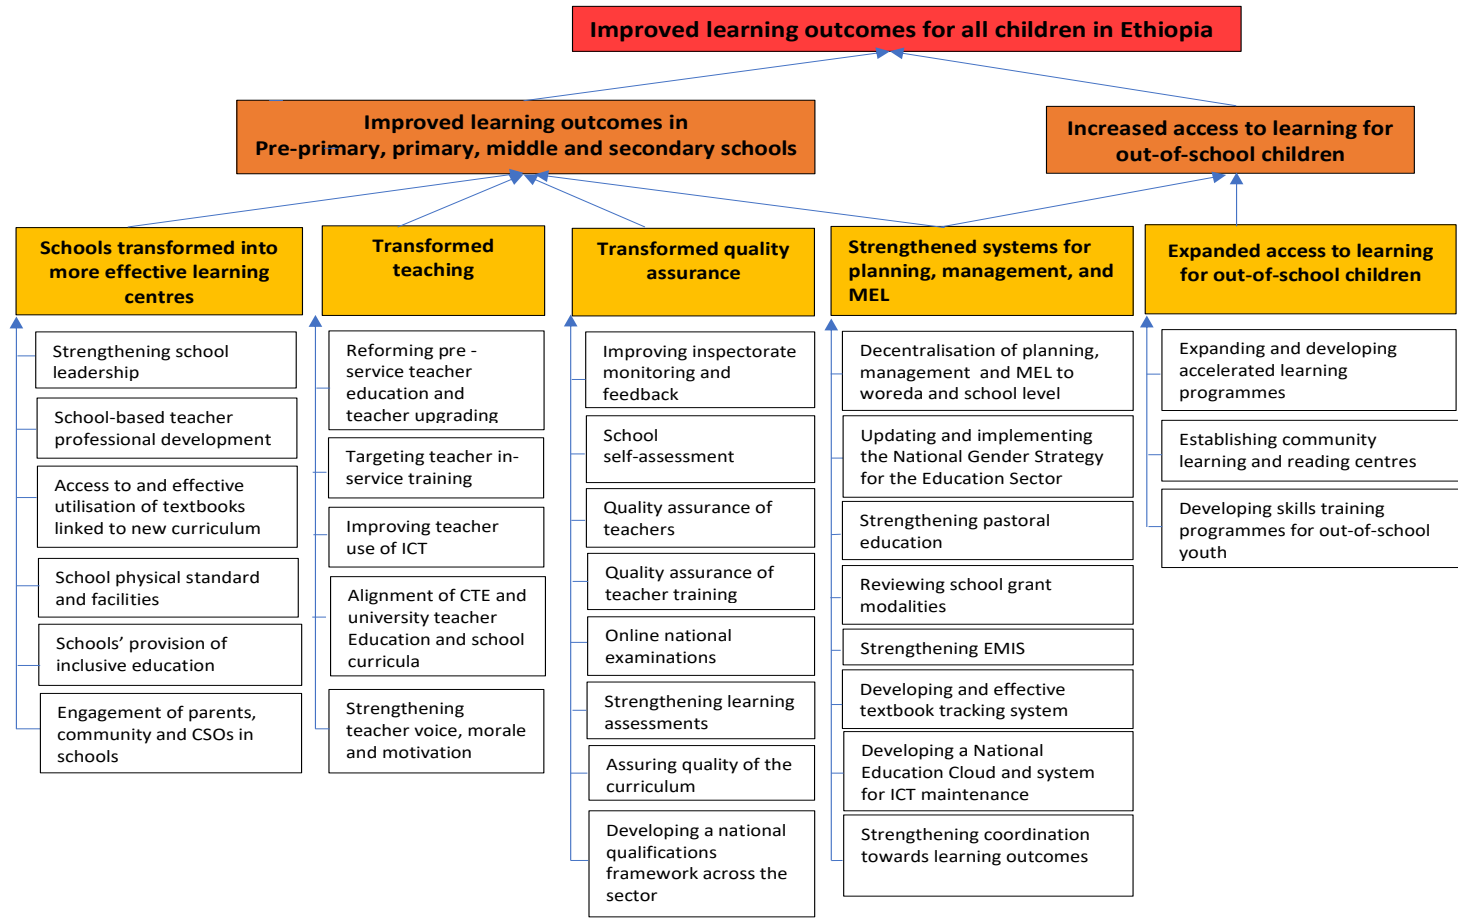 Improved learning outcomes for all children in Ethiopia
Improved learning outcomes in
Pre-primary, primary, middle and secondary schools
Increased access to learning for
out-of-school children
Schools transformed into
more effective learning
centres
Strengthening school
leadership
School-based teacher
professional development
Access to and effective
utilisation of textbooks
linked to new curriculum
School physical standard
and facilities
Schools’ provision of
inclusive education
Engagement of parents,
community and CSOs in
schools
Transformed
teaching
Reforming pre -
service teacher
education and
teacher upgrading
Targeting teacher in-
service training
Improving teacher
use of ICT
Alignment of CTE and
university teacher
Education and school
curricula
Strengthening
teacher voice, morale
and motivation
Transformed quality
assurance
Improving inspectorate
monitoring and
feedback
School
self-assessment
Quality assurance of
teachers
Quality assurance of
teacher training
Online national
examinations
Strengthening learning
assessments
Assuring quality of the
curriculum
Developing a national
qualifications
framework across the
sector
Strengthened systems for
planning, management, and
MEL
Decentralisation of planning,
management and MEL to
woreda and school level
Updating and implementing
the National Gender Strategy
for the Education Sector
Strengthening pastoral
education
Reviewing school grant
modalities
Strengthening EMIS
Developing and effective
textbook tracking system
Developing a National
Education Cloud and system
for ICT maintenance
Strengthening coordination
towards learning outcomes
Expanded access to learning
for out-of-school children
Expanding and developing
accelerated learning
programmes
Establishing community
learning and reading centres
Developing skills training
programmes for out-of-school
youth